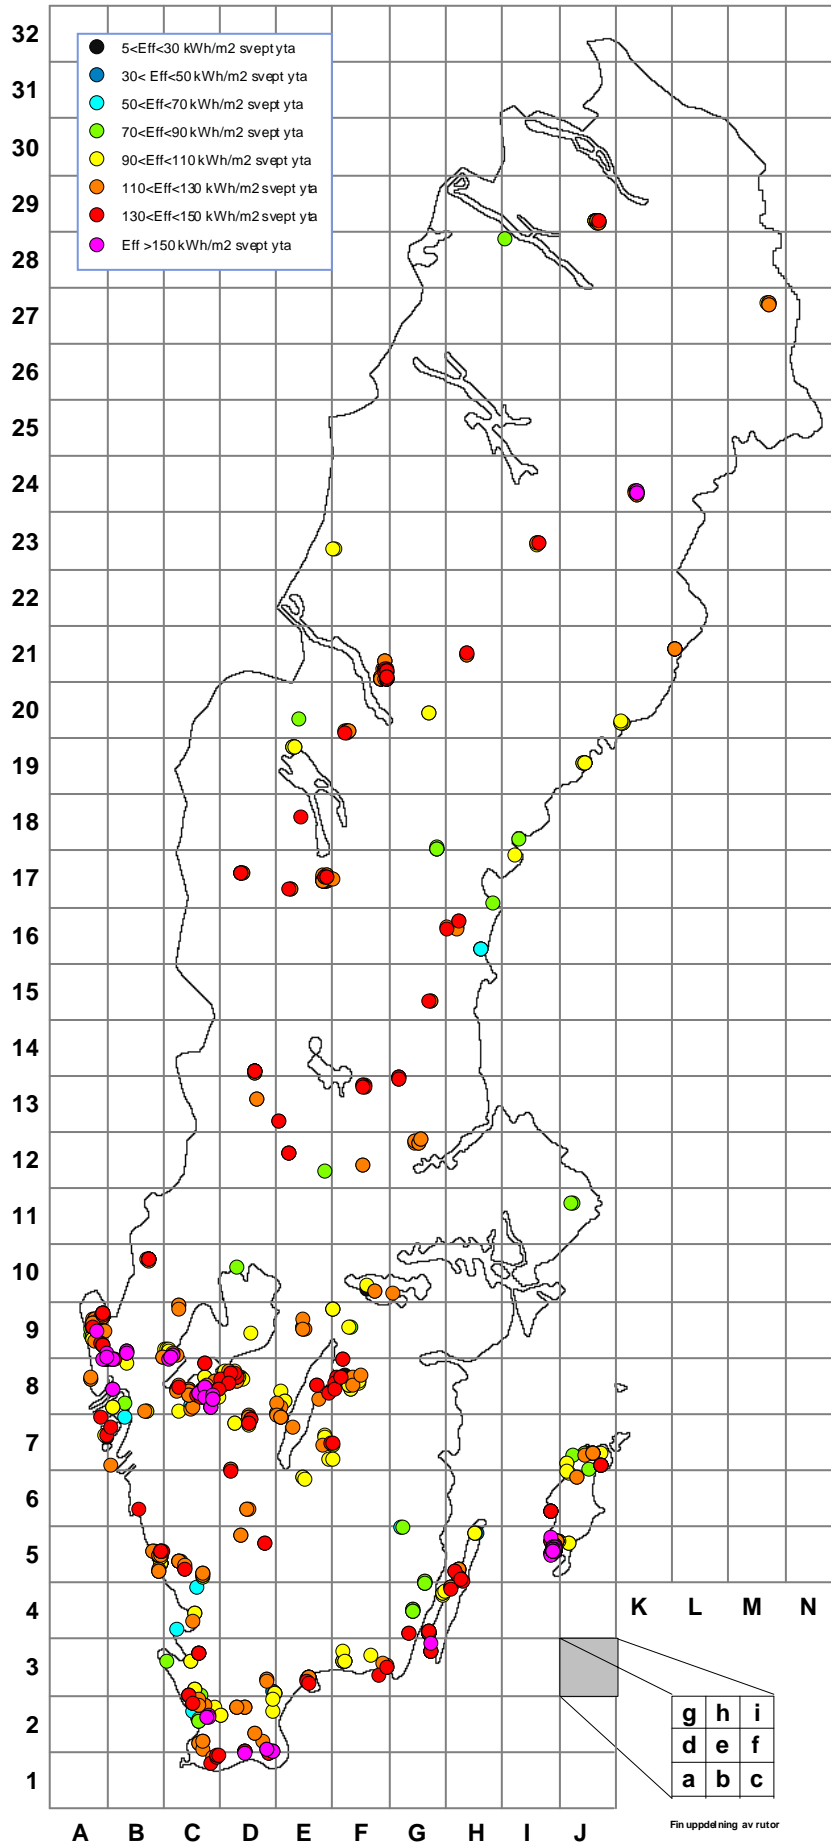 32
31
30
29
28
27
26
25
24
23
22
21
20
19
18
17
16
15
14
13
12
11
10
9
8
7
6
5
4
3
2
1
5<Eff<30 kWh/m2 svept yta
30< Eff<50 kWh/m2 svept yta
50<Eff<70 kWh/m2 svept yta
70<Eff<90 kWh/m2 svept yta
90<Eff<110 kWh/m2 svept yta
110<Eff<130 kWh/m2 svept yta
130<Eff<150 kWh/m2 svept yta
Eff >150 kWh/m2 svept yta
K L M N
g h i
d e f
a b c
Fin uppdelning av rutor
A B C D E F G H I J